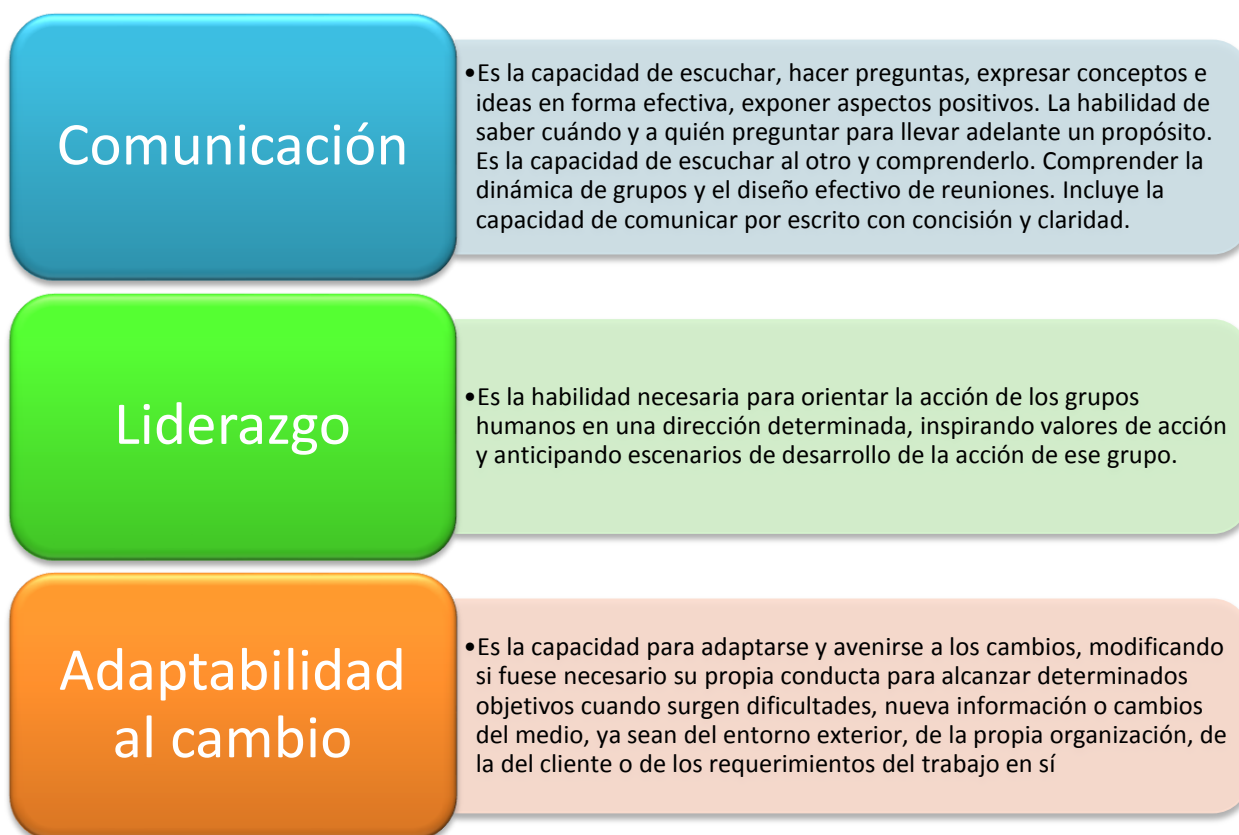 Comunicación
•Es la capacidad de escuchar, hacer preguntas, expresar conceptos e
ideas en forma efectiva, exponer aspectos positivos. La habilidad de
saber cuándo y a quién preguntar para llevar adelante un propósito.
Es la capacidad de escuchar al otro y comprenderlo. Comprender la
dinámica de grupos y el diseño efectivo de reuniones. Incluye la
capacidad de comunicar por escrito con concisión y claridad.
Liderazgo
•Es la habilidad necesaria para orientar la acción de los grupos
humanos en una dirección determinada, inspirando valores de acción
y anticipando escenarios de desarrollo de la acción de ese grupo.
Adaptabilidad
al cambio
•Es la capacidad para adaptarse y avenirse a los cambios, modificando
si fuese necesario su propia conducta para alcanzar determinados
objetivos cuando surgen dificultades, nueva información o cambios
del medio, ya sean del entorno exterior, de la propia organización, de
la del cliente o de los requerimientos del trabajo en sí